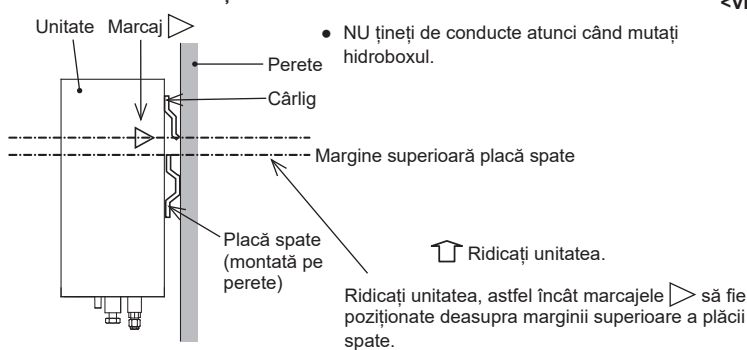 Unitate
Marcaj
Perete
Cârlig
Margine superioară placă spate
Placă spate
(montată pe
perete)
● NU țineți de conducte atunci când mutați
hidroboxul.
Ridicați unitatea.
Ridicați unitatea, astfel încât marcajele ▷ să fie
poziționate deasupra marginii superioare a plăcii
spate.